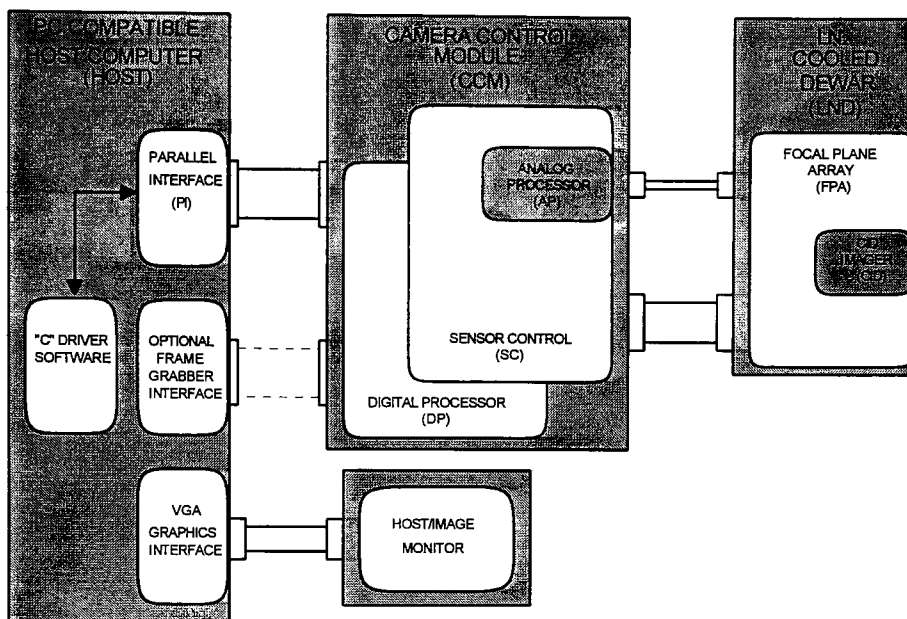 PC COMPATIBLE
HOST COMPUTER
(HOST)
PARALLEL
INTERFACE
(PI)
"C" DRIVER
SOFTWARE
OPTIONAL
FRAME
GRABBER
INTERFACE
VGA
GRAPHICS
INTERFACE
CAMERA CONTROL
MODULE
(CCM)
ANALOG
PROCESSOR
(AP)
SENSOR CONTROL
(SC)
DIGITAL PROCESSOR
(DP)
HOST/IMAGE
MONITOR
COOLED
DEWAR
(LND)
FOCAL PLANE
ARRAY
(FPA)
IMAGER